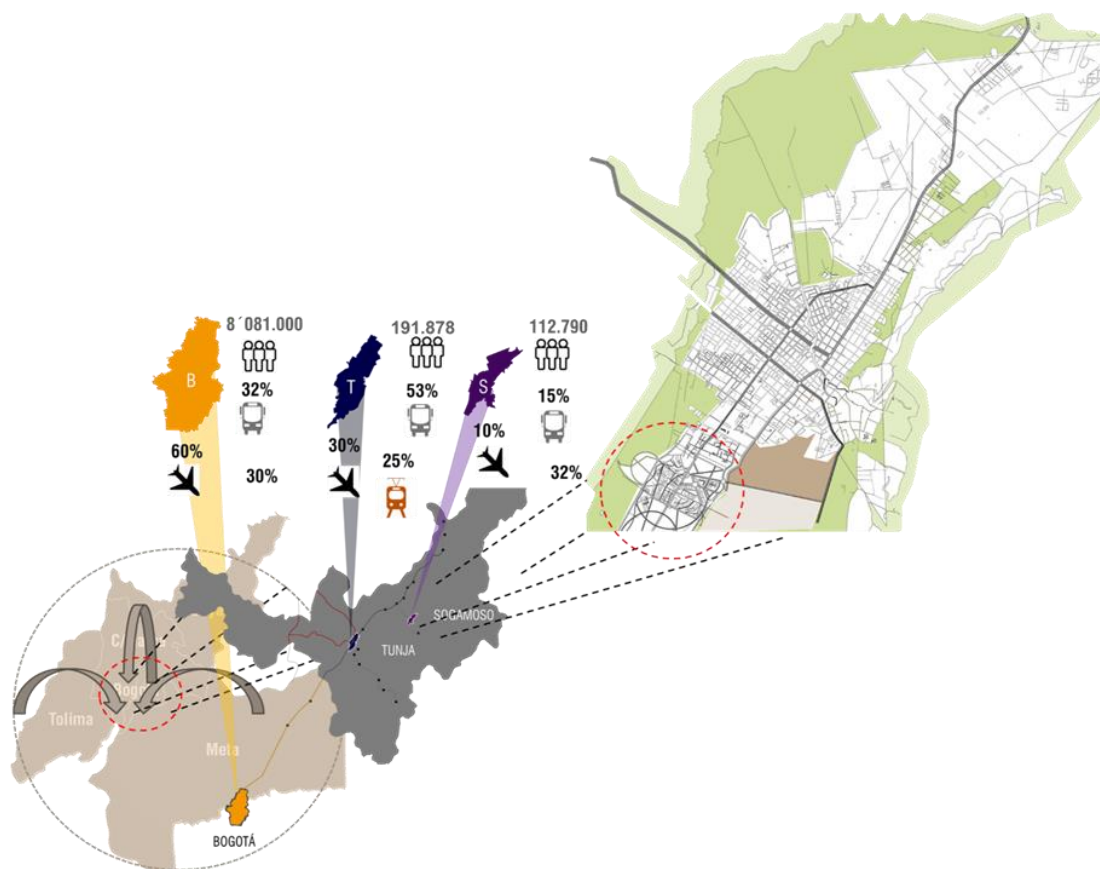 8´081.000
191.878
112.790
B
T
S
32%
53%
15%
60%
30%
10%
30%
25%
32%
SOGAMOSO
TUNJA
Bogotá
Tolima
Meta
BOGOTÁ